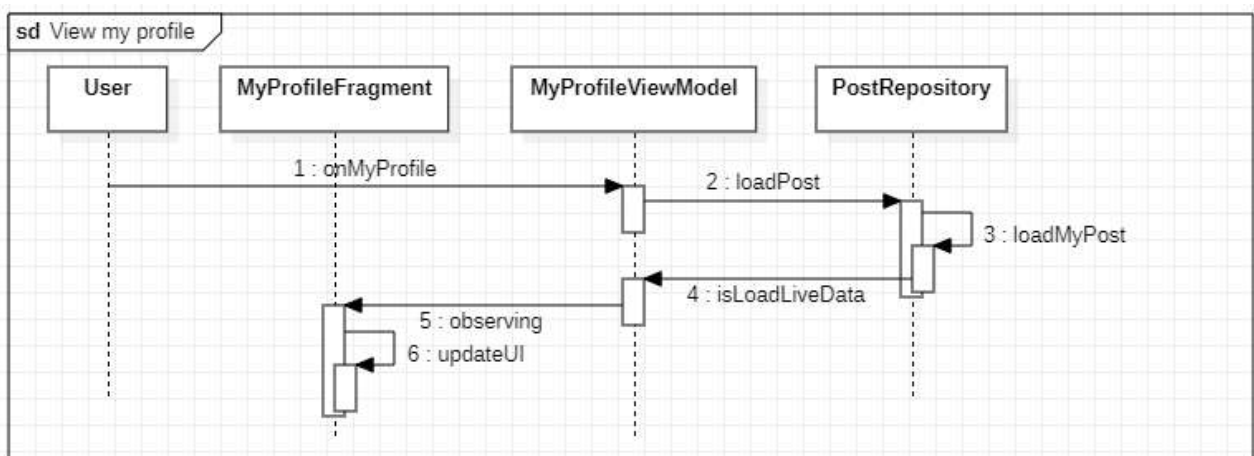 sd View my profile
User
MyProfileFragment
MyProfileViewModel
PostRepository
1 : onMyProfile
2 : loadPost
3 : loadMyPost
4 : isLoadLiveData
5 : observing
6 : updateUI